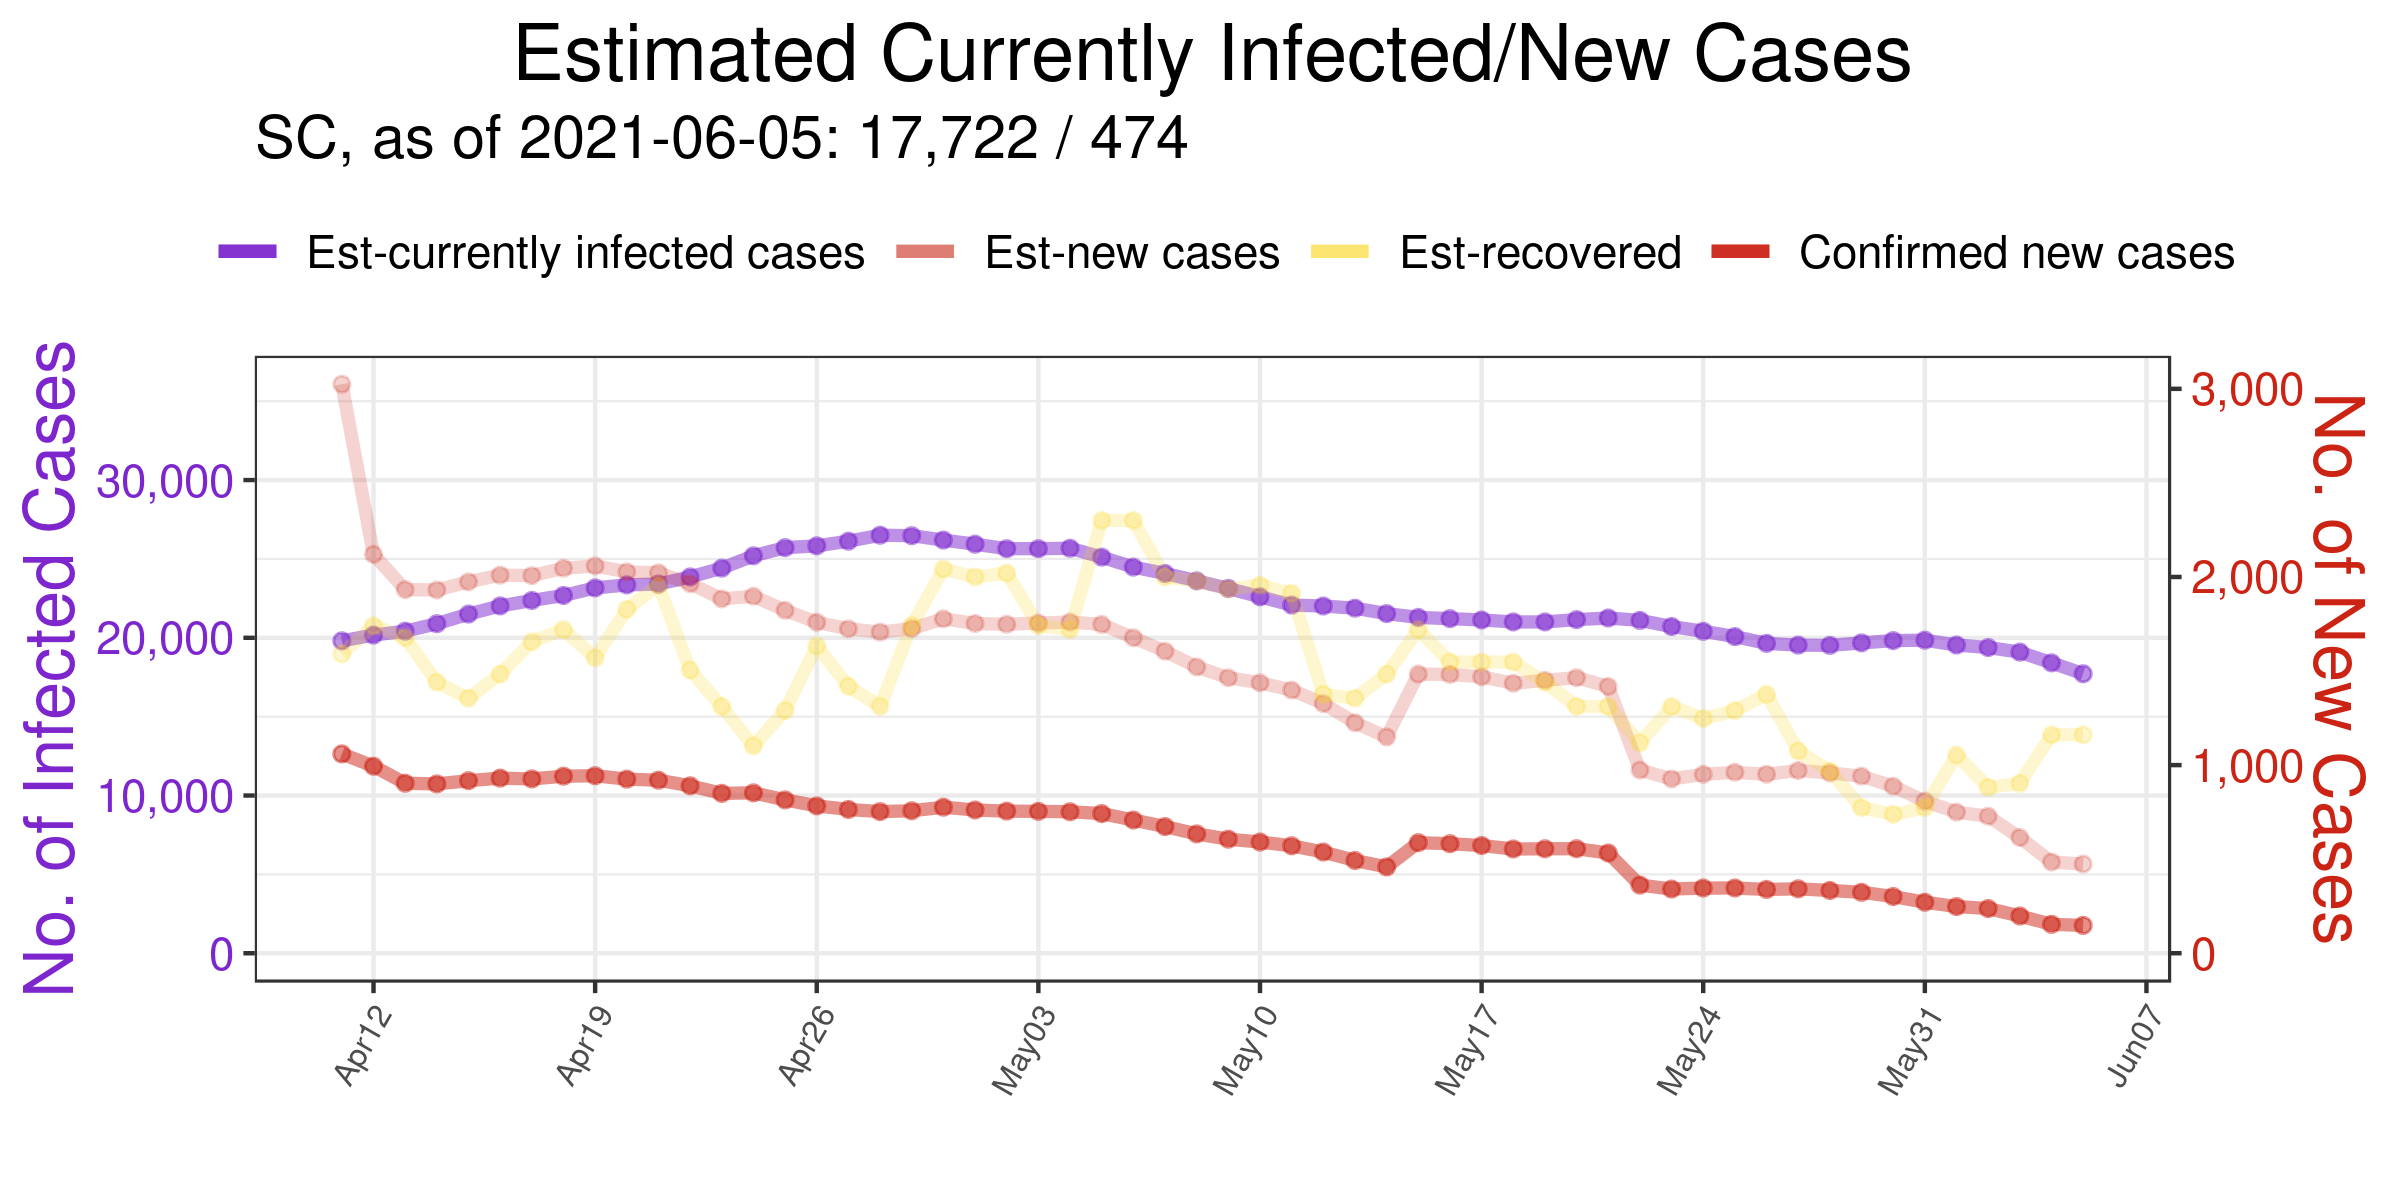 Estimated Currently Infected/New Cases
SC, as of 2021-06-05: 17,722 / 474
Est-currently infected cases Est-new cases Est-recovered Confirmed new cases
No. of Infected Cases
30,000
20,000
10,000
0
3,000
2,000
1,000
0
No. of New Cases
Apr12 Apr19 Apr26 May03 May10 May17 May24 May31 Jun07